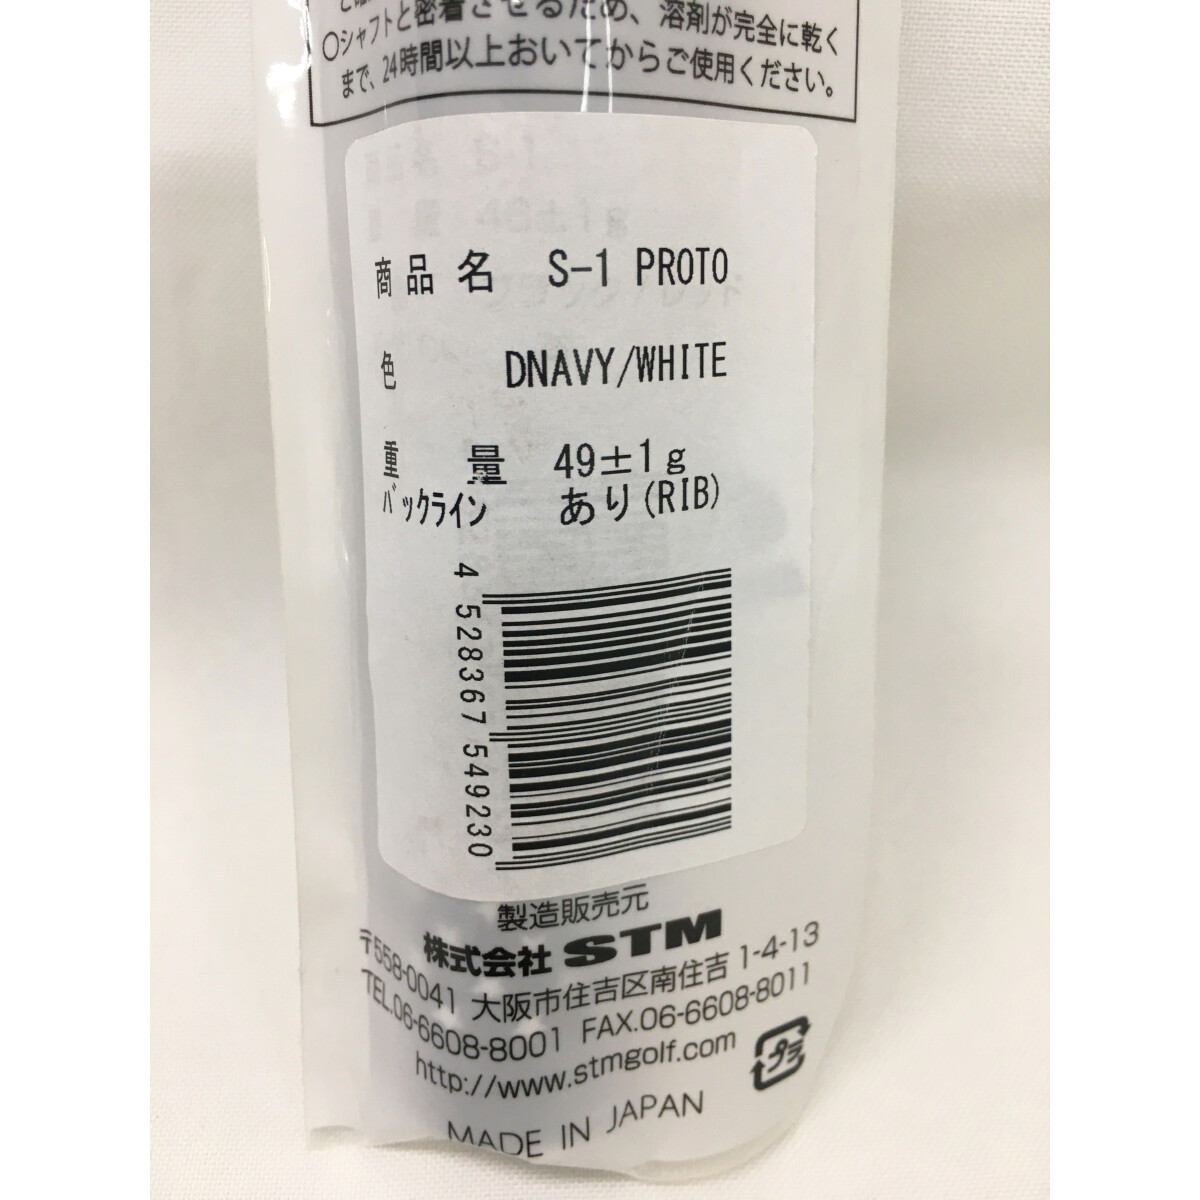 ○シャフトと密着させるため、溶剤が完全に乾く
まで、24時間以上おいてからご使用ください。
商品名 S-1 PROTO
色 DNAVY/WHITE
重量 49±1g
バックライン あり(RIB)
4 528367 549230
製造販売元
株式会社 STM
〒558-0041 大阪市住吉区南住吉 1-4-13
TEL.06-6608-8001 FAX.06-6608-8011
http://www.stmgolf.com
プラ
MADE IN JAPAN